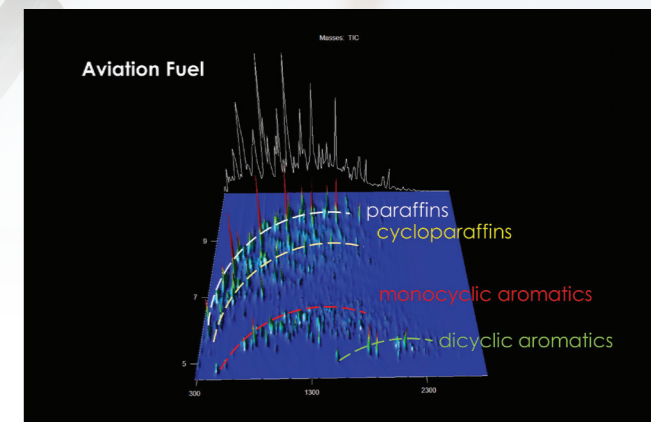 Masses: TIC
Aviation Fuel
paraffins
cycloparaffins
9
monocyclic aromatics
7
dicyclic aromatics
5
300
1300
2300